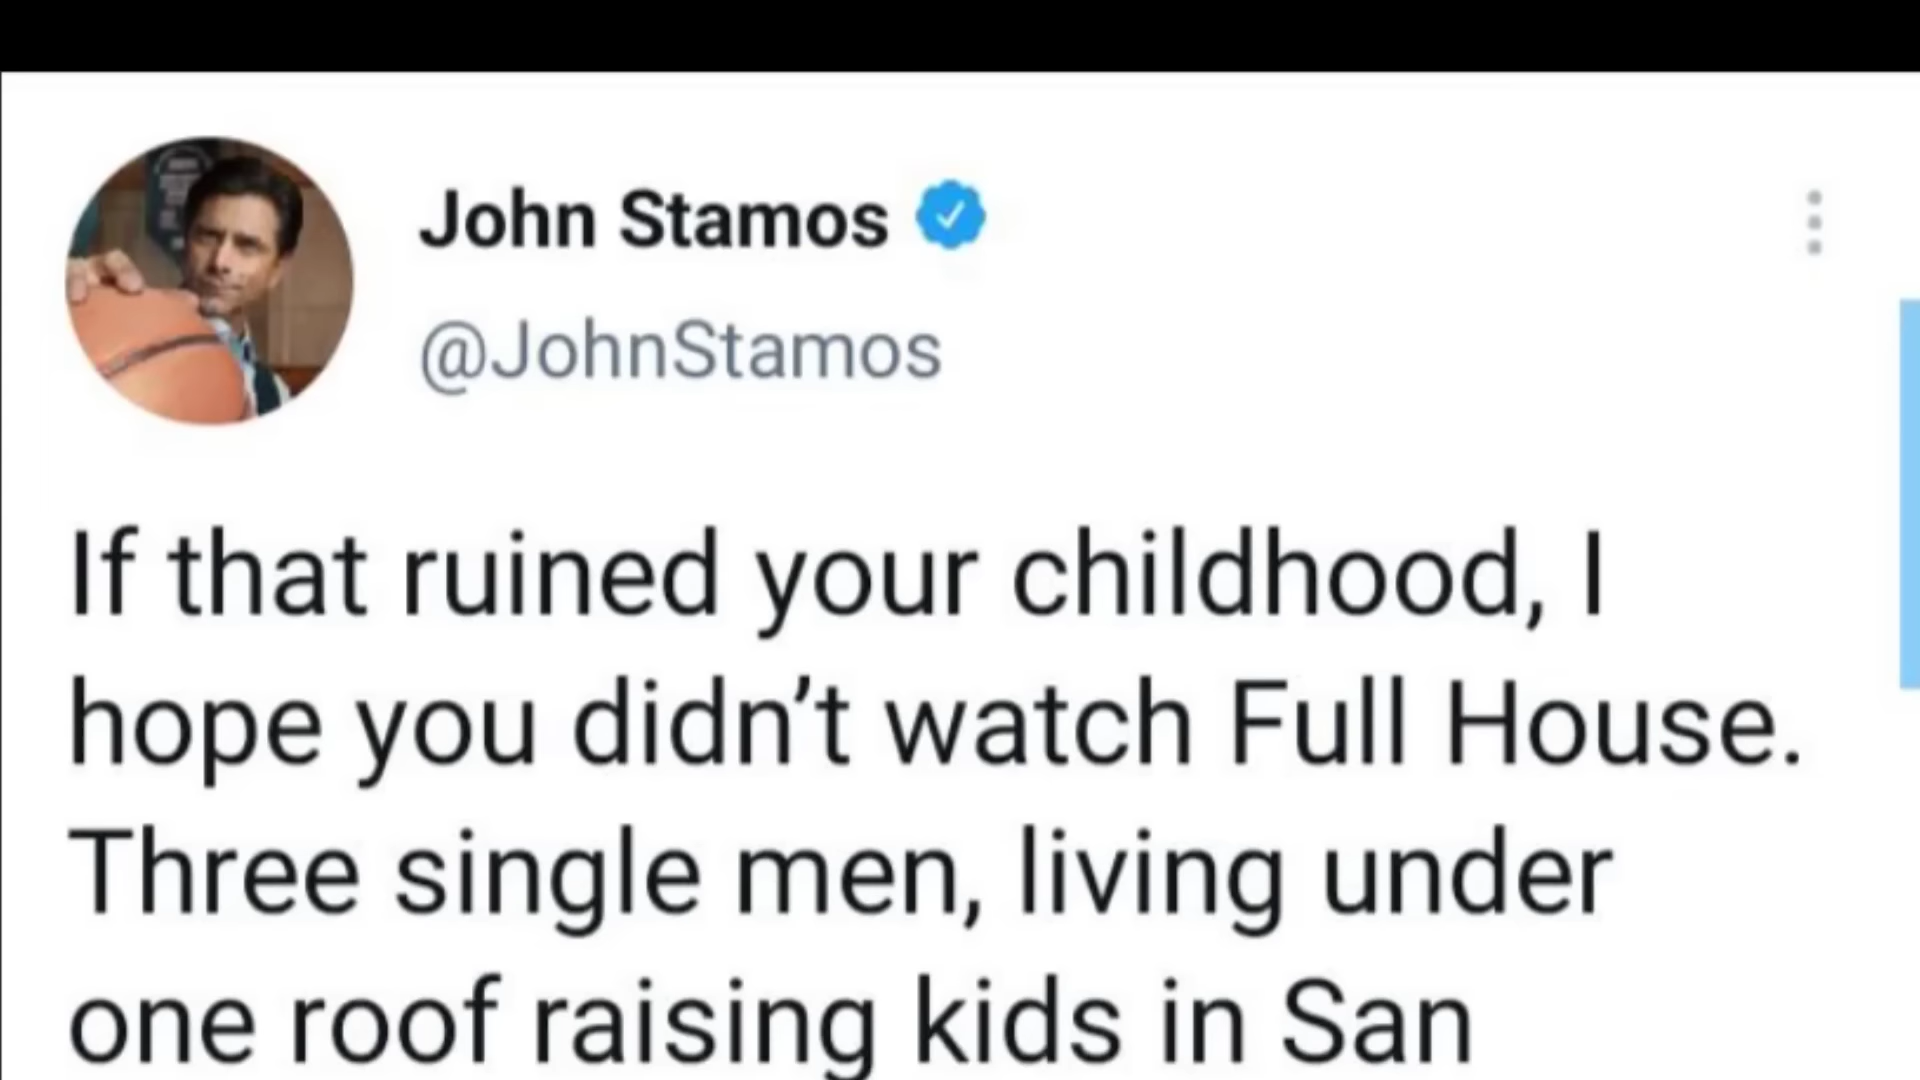 John Stamos
@JohnStamos
If that ruined your childhood, I
hope you didn’t watch Full House.
Three single men, living under
one roof raising kids in San